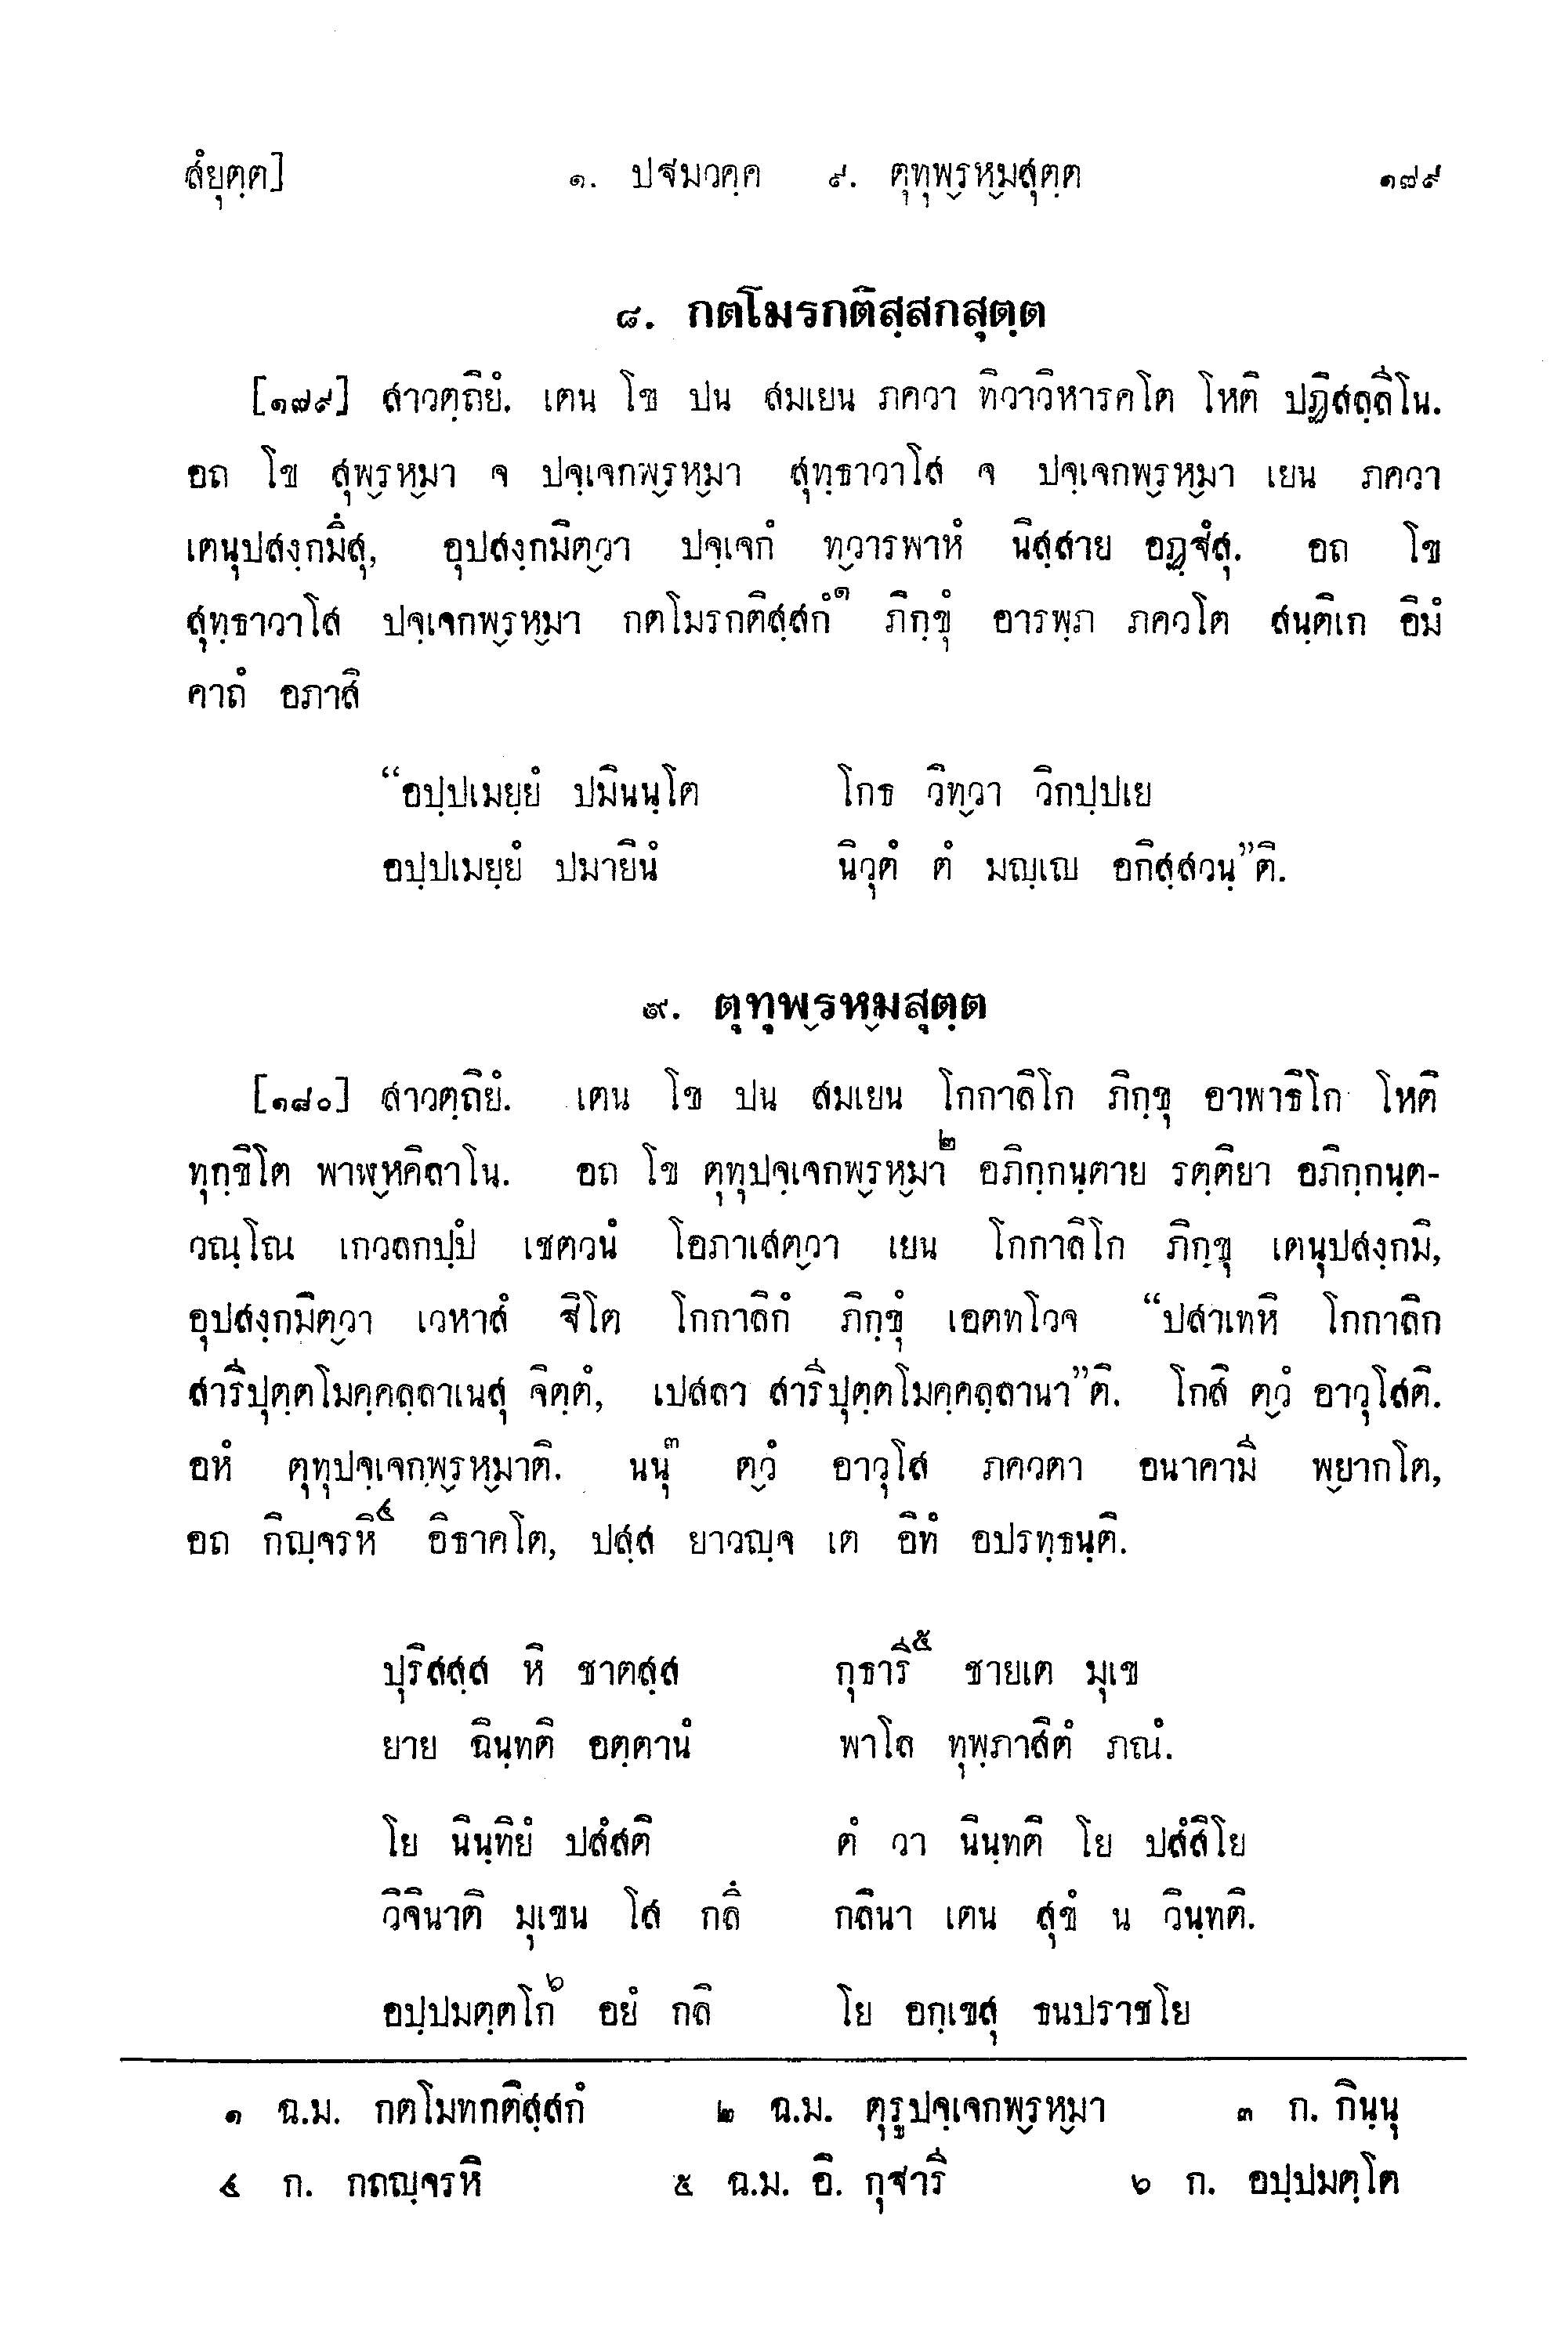 สํยุตฺต] ๑. ปฐมวคฺค ๙. ตุทุพฺรหฺมสุตฺต ๑๗๙
๘. กตโมรกติสฺสกสุตฺต
[๑๗๙] สาวตฺถิยํ. เตน โข ปน สมเยน ภควา ทิวาวิหารคโต โหติ ปฏิสลฺลีโน.
อถ โข สุพฺรหฺมา จ ปจฺเจกพฺรหฺมา สุทฺธาวาโส จ ปจฺเจกพฺรหฺมา เยน ภควา
เตนุปสงฺกมึสุ, อุปสงฺกมิตฺวา ปจฺเจกํ ทฺวารพาหํ นิสฺสาย อฏฺฐํสุ. อถ โข
สุทฺธาวาโส ปจฺเจกพฺรหฺมา กตโมรกติสฺสกํ๑ ภิกฺขุํ อารพฺภ ภควโต สนฺติเก อิมํ
คาถํ อภาสิ
“อปฺปเมยฺยํ ปมินนฺโต โกธ วิทฺวา วิกปฺปเย
อปฺปเมยฺยํ ปมายินํ นิวุตํ ตํ มญฺเญ อกิสฺสวนฺ”ติ.
๙. ตุทุพฺรหฺมสุตฺต
[๑๘๐] สาวตฺถิยํ. เตน โข ปน สมเยน โกกาลิโก ภิกฺขุ อาพาธิโก โหติ
ทุกฺขิโต พาฬฺหคิลาโน. อถ โข ตุทุปจฺเจกพฺรหฺมา๒ อภิกฺกนฺตาย รตฺติยา อภิกฺกนฺต-
วณฺโณ เกวลกปฺปํ เชตวนํ โอภาเสตฺวา เยน โกกาลิโก ภิกฺขุ เตนุปสงฺกมิ,
อุปสงฺกมิตฺวา เวหาสํ ฐิโต โกกาลิกํ ภิกฺขุํ เอตทโวจ “ปสาเทหิ โกกาลิก
สารีปุตฺตโมคฺคลฺลาเนสุ จิตฺตํ, เปสลา สารีปุตฺตโมคฺคลฺลานา”ติ. โกสิ ตฺวํ อาวุโสติ.
อหํ ตุทุปจฺเจกพฺรหฺมาติ. นนุ๓ ตฺวํ อาวุโส ภควตา อนาคามี พฺยากโต,
อถ กิญฺจรหิ๔ อิธาคโต, ปสฺส ยาวญฺจ เต อิทํ อปรทฺธนฺติ.
ปุริสสฺส หิ ชาตสฺส กุธารี๕ ชายเต มุเข
ยาย ฉินฺทติ อตฺตานํ พาโล ทุพฺภาสิตํ ภณํ.
โย นินฺทิยํ ปสํสติ ตํ วา นินฺทติ โย ปสํสิโย
วิจินาติ มุเขน โส กลึ กลินา เตน สุขํ น วินฺทติ.
อปฺปมตฺตโก๖ อยํ กลิ โย อกฺเขสุ ธนปราชโย
๑ ฉ.ม. กตโมทกติสฺสกํ ๒ ฉ.ม. ตุรูปจฺเจกพฺรหฺมา ๓ ก. กินฺนุ
๔ ก. กถญฺจรหิ ๕ ฉ.ม. อิ. กุฐารี ๖ ก. อปฺปมตฺโต